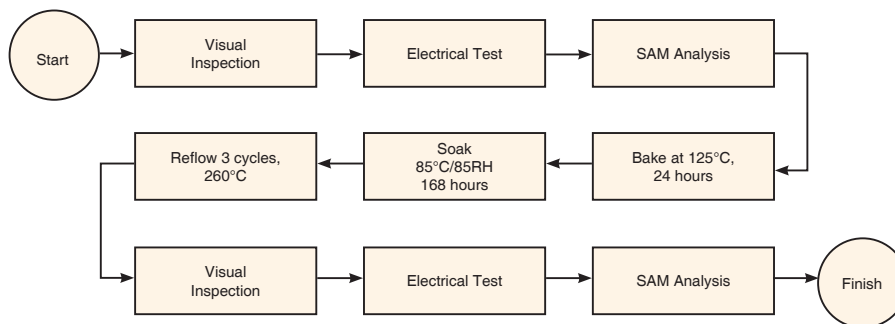 Start
Visual
Inspection
Electrical Test
SAM Analysis
Bake at 125°C,
24 hours
Soak
85°C/85RH
168 hours
Reflow 3 cycles,
260°C
Visual
Inspection
Electrical Test
SAM Analysis
Finish